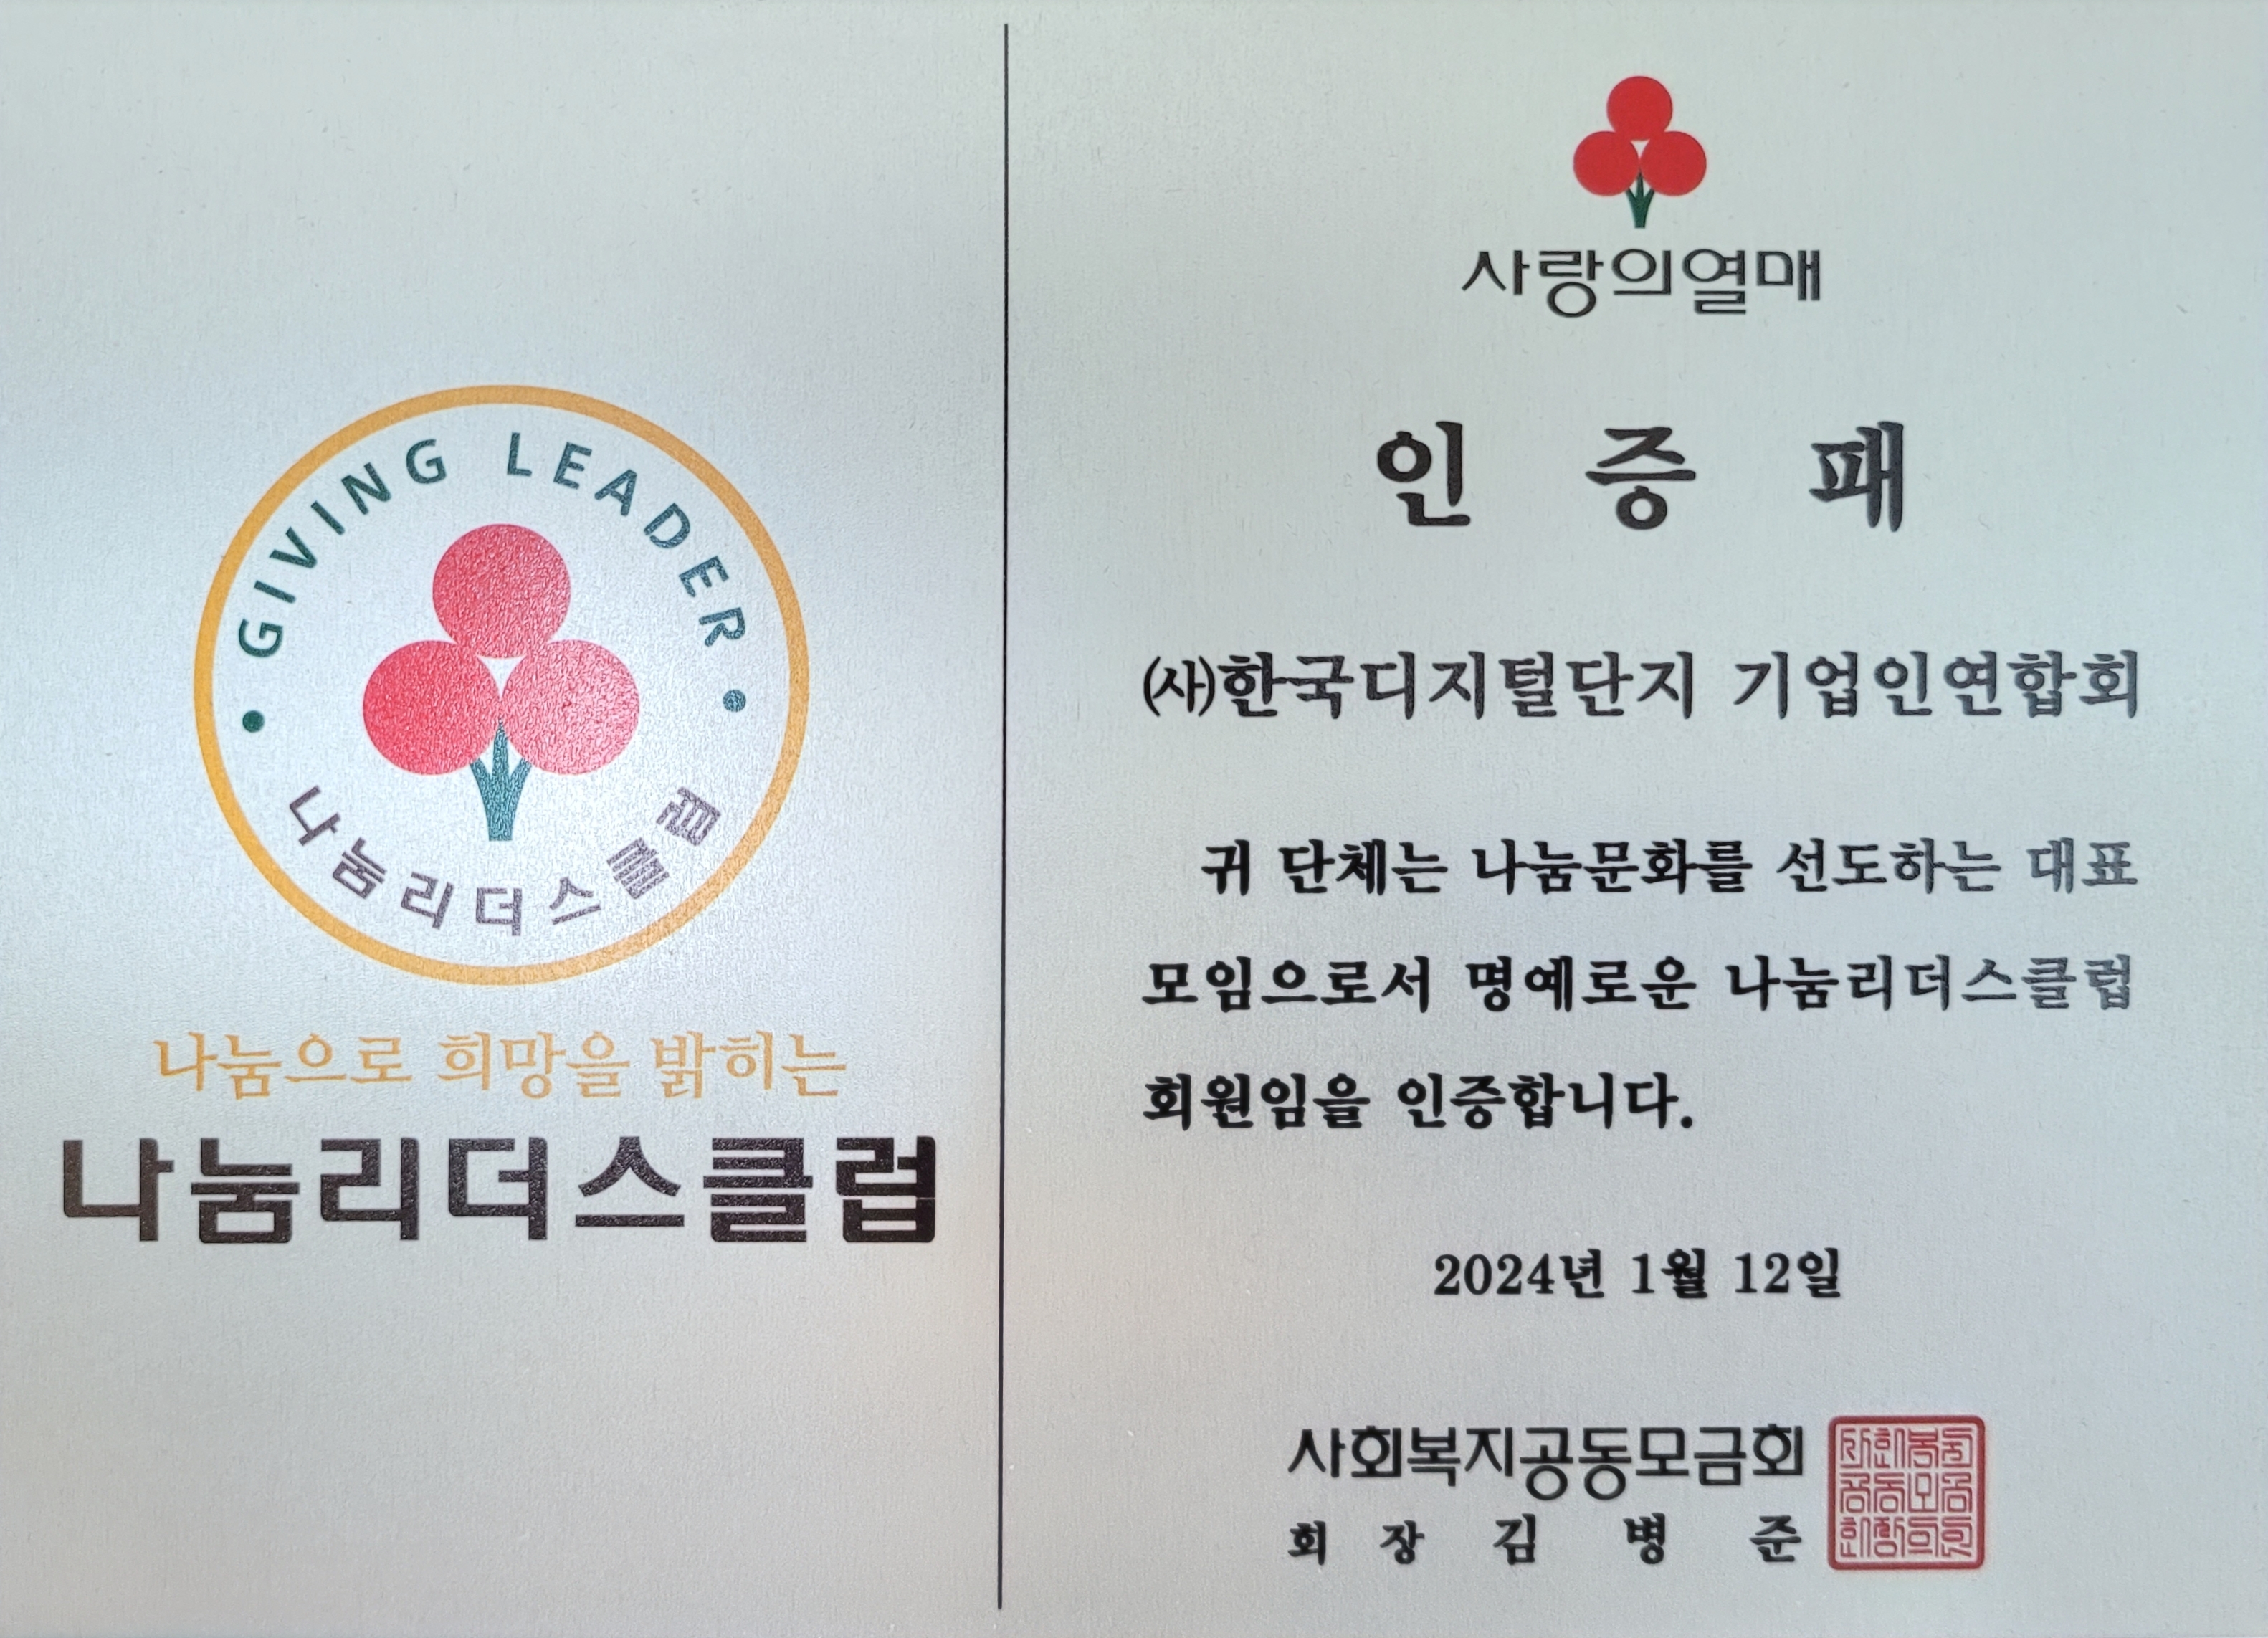 GIVING LEADER
나눔리더스클럽
나눔으로 희망을 밝히는
나눔리더스클럽
사랑의열매
인 증 패
㈔한국디지털단지 기업인연합회
귀 단체는 나눔문화를 선도하는 대표
모임으로서 명예로운 나눔리더스클럽
회원임을 인증합니다.
2024년 1월 12일
사회복지공동모금회
회 장 김 병 준